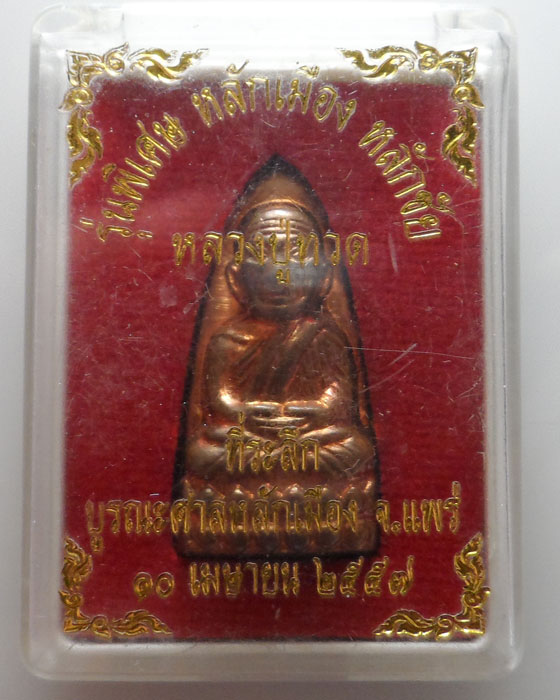 รุ่นพิเศษ หลักเมือง หลักชัย
หลวงปู่ทวด
ที่ระลึก
บูรณะศาลหลักเมือง จ.แพร่
๑๐ เมษายน ๒๕๕๗